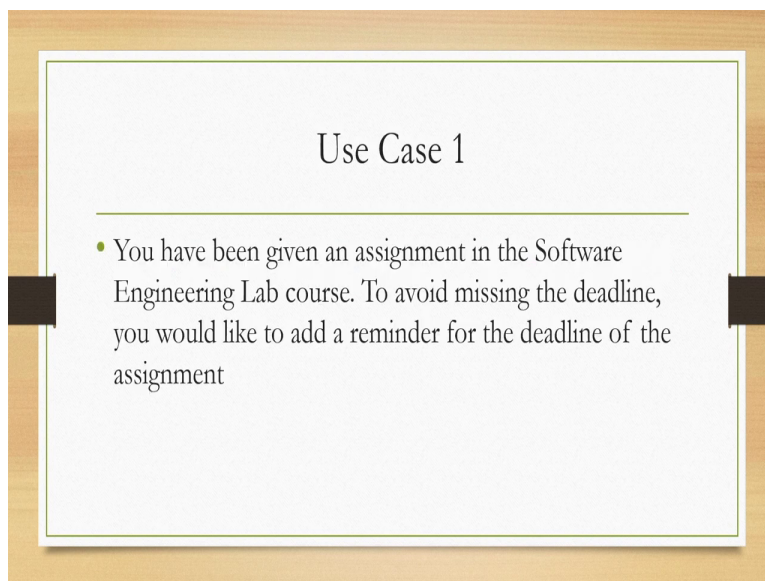 Use Case 1
• You have been given an assignment in the Software
Engineering Lab course. To avoid missing the deadline,
you would like to add a reminder for the deadline of the
assignment